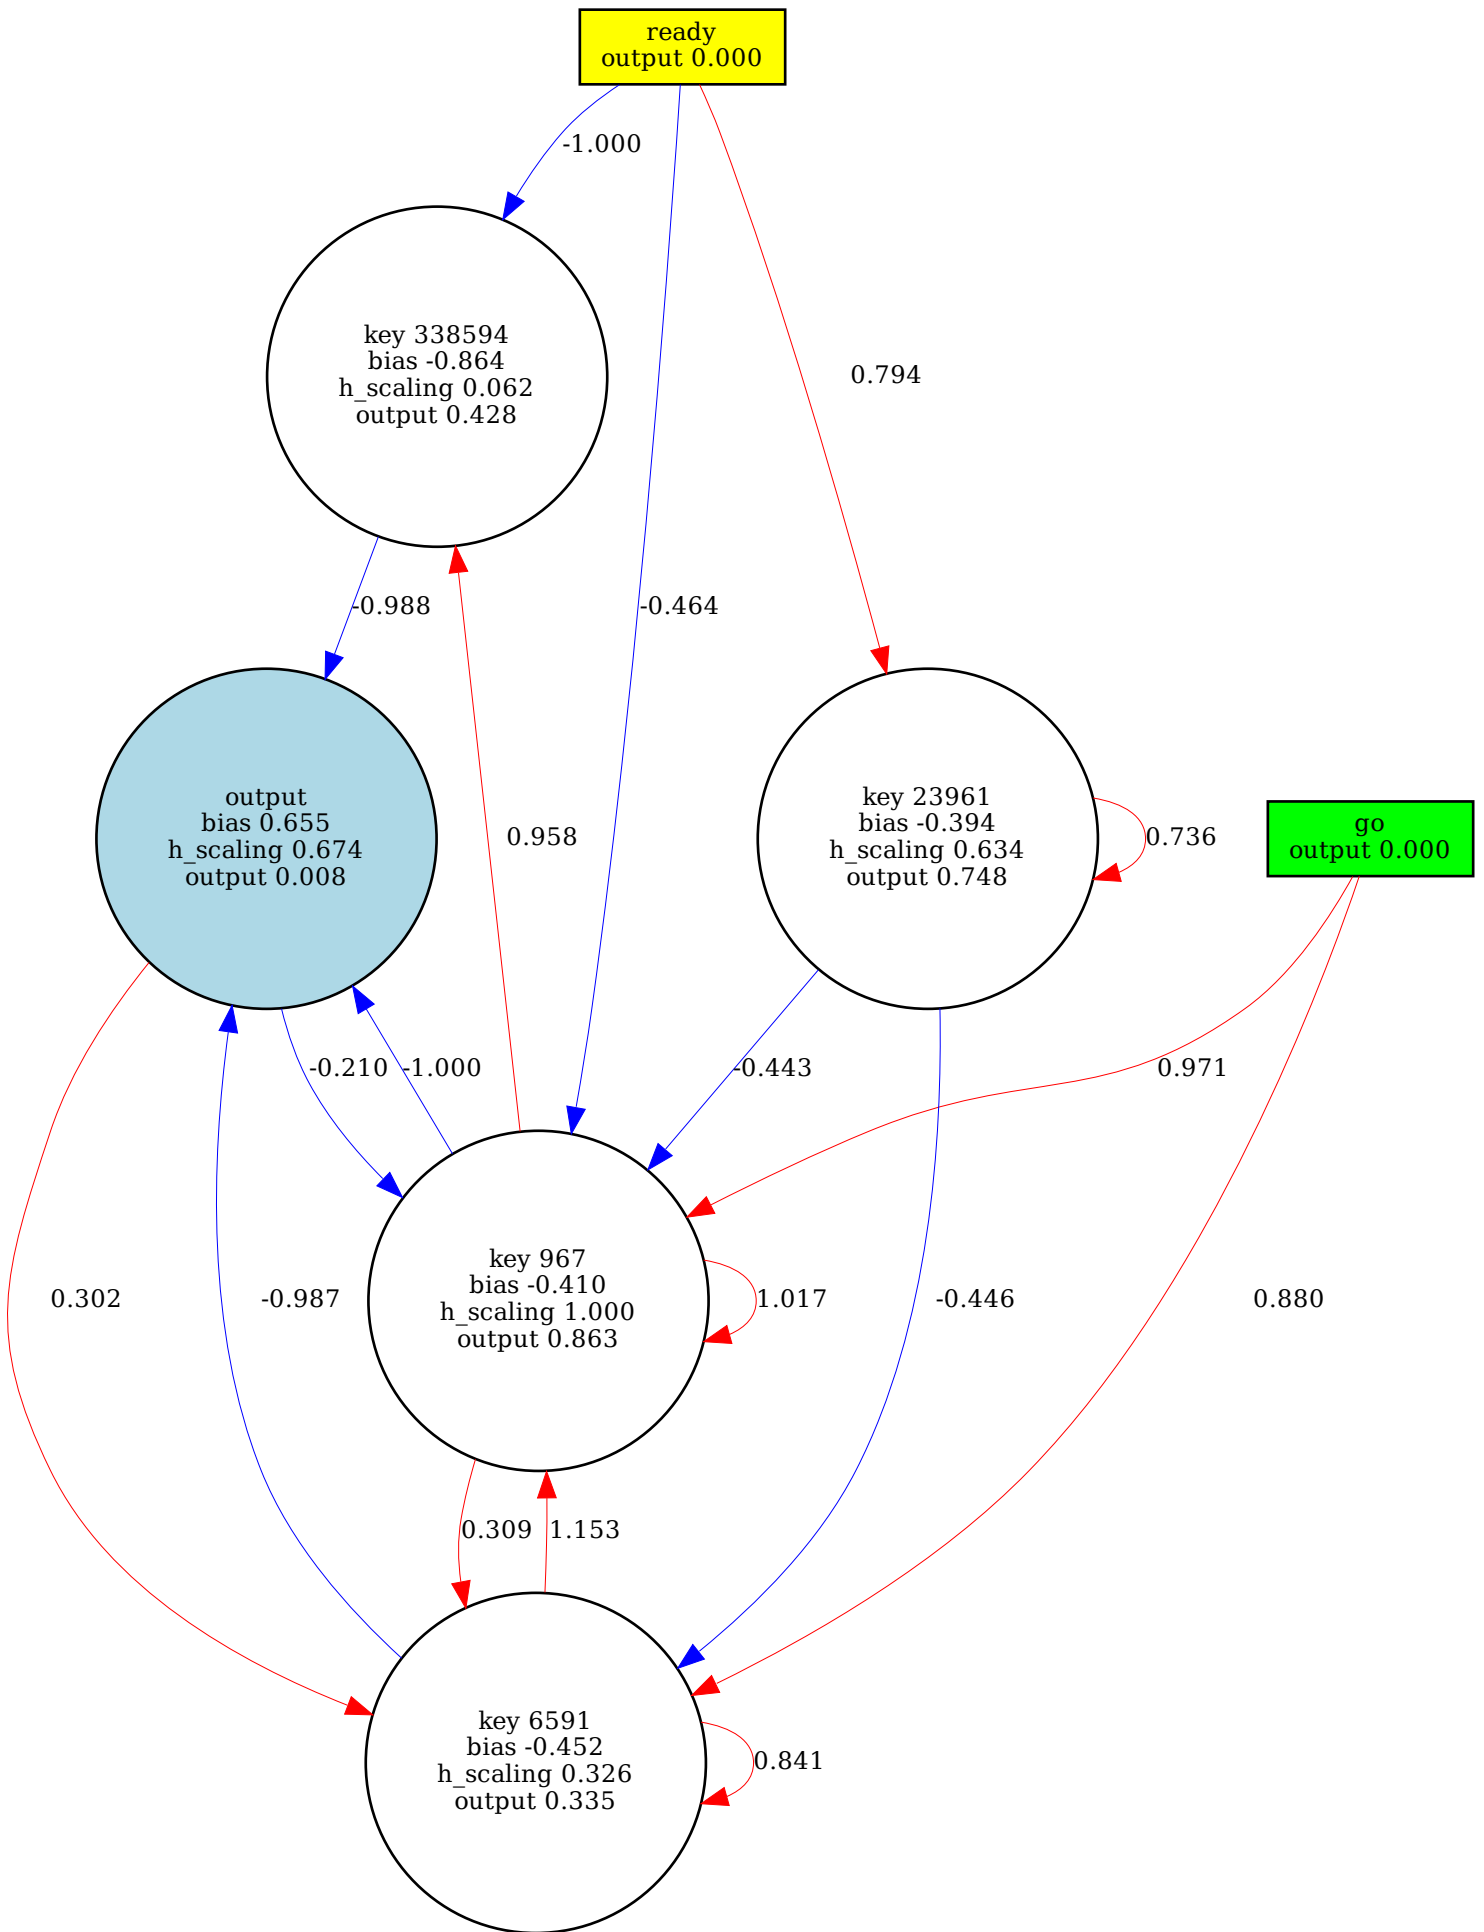 ready
output 0.000
-1.000
key 338594
bias -0.864
h_scaling 0.062
output 0.428
0.794
-0.988
-0.464
output
bias 0.655
h_scaling 0.674
output 0.008
0.958
key 23961
bias -0.394
h_scaling 0.634
output 0.748
0.736
go
output 0.000
-0.210
-1.000
-0.443
0.971
0.302
-0.987
key 967
bias -0.410
h_scaling 1.000
output 0.863
1.017
-0.446
0.880
0.309
1.153
key 6591
bias -0.452
h_scaling 0.326
output 0.335
0.841